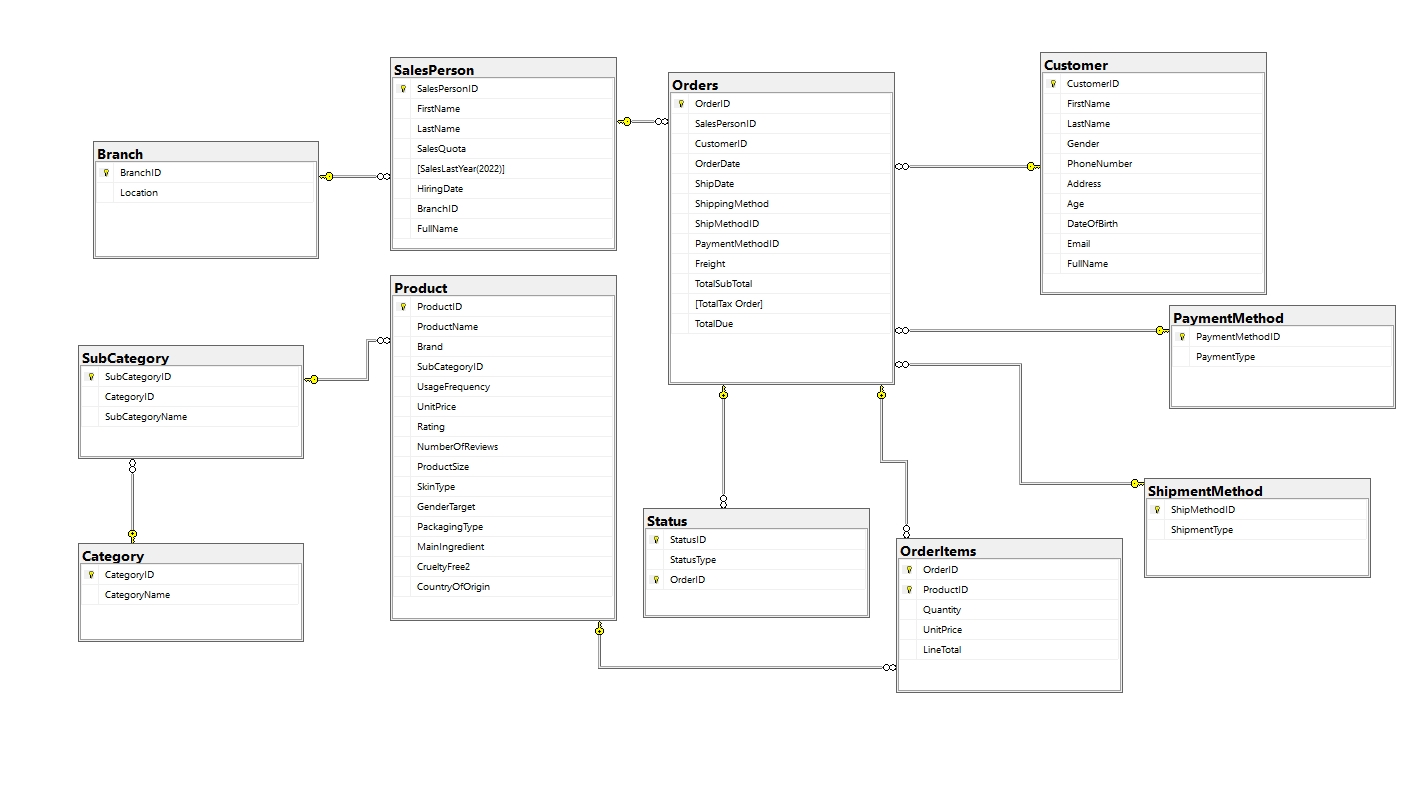 SalesPerson
SalesPersonID
FirstName
LastName
SalesQuota
[SalesLastYear(2022)]
HiringDate
BranchID
FullName
Orders
OrderID
SalesPersonID
CustomerID
OrderDate
ShipDate
ShippingMethod
ShipMethodID
PaymentMethodID
Freight
TotalSubTotal
[TotalTax Order]
TotalDue
Customer
CustomerID
FirstName
LastName
Gender
PhoneNumber
Address
Age
DateOfBirth
Email
FullName
Branch
BranchID
Location
Product
ProductID
ProductName
Brand
SubCategoryID
UsageFrequency
UnitPrice
Rating
NumberOfReviews
ProductSize
SkinType
GenderTarget
PackagingType
MainIngredient
CrueltyFree2
CountryOfOrigin
PaymentMethod
PaymentMethodID
PaymentType
SubCategory
SubCategoryID
CategoryID
SubCategoryName
ShipmentMethod
ShipMethodID
ShipmentType
Status
StatusID
StatusType
OrderID
OrderItems
OrderID
ProductID
Quantity
UnitPrice
LineTotal
Category
CategoryID
CategoryName